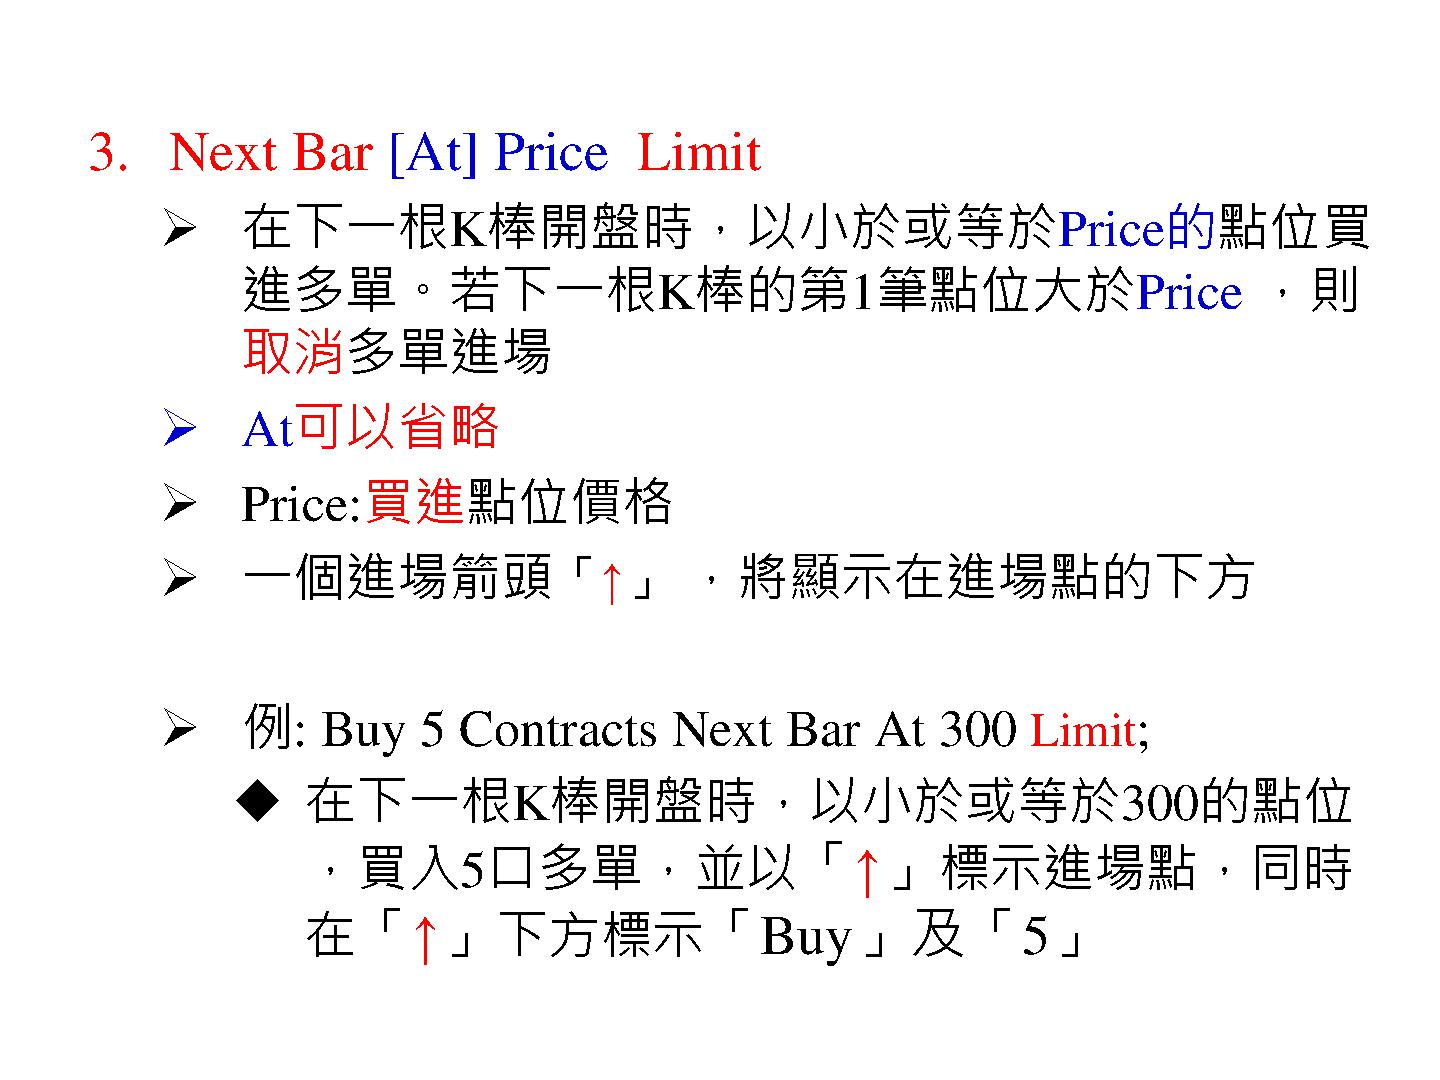 3. Next Bar [At] Price Limit
➢ 在下一根K棒開盤時，以小於或等於Price的點位買
進多單。若下一根K棒的第1筆點位大於Price ，則
取消多單進場
➢ At可以省略
➢ Price:買進點位價格
➢ 一個進場箭頭「↑」 ，將顯示在進場點的下方
➢ 例: Buy 5 Contracts Next Bar At 300 Limit;
◆ 在下一根K棒開盤時，以小於或等於300的點位
，買入5口多單，並以「↑」標示進場點，同時
在「↑」下方標示「Buy」及「5」